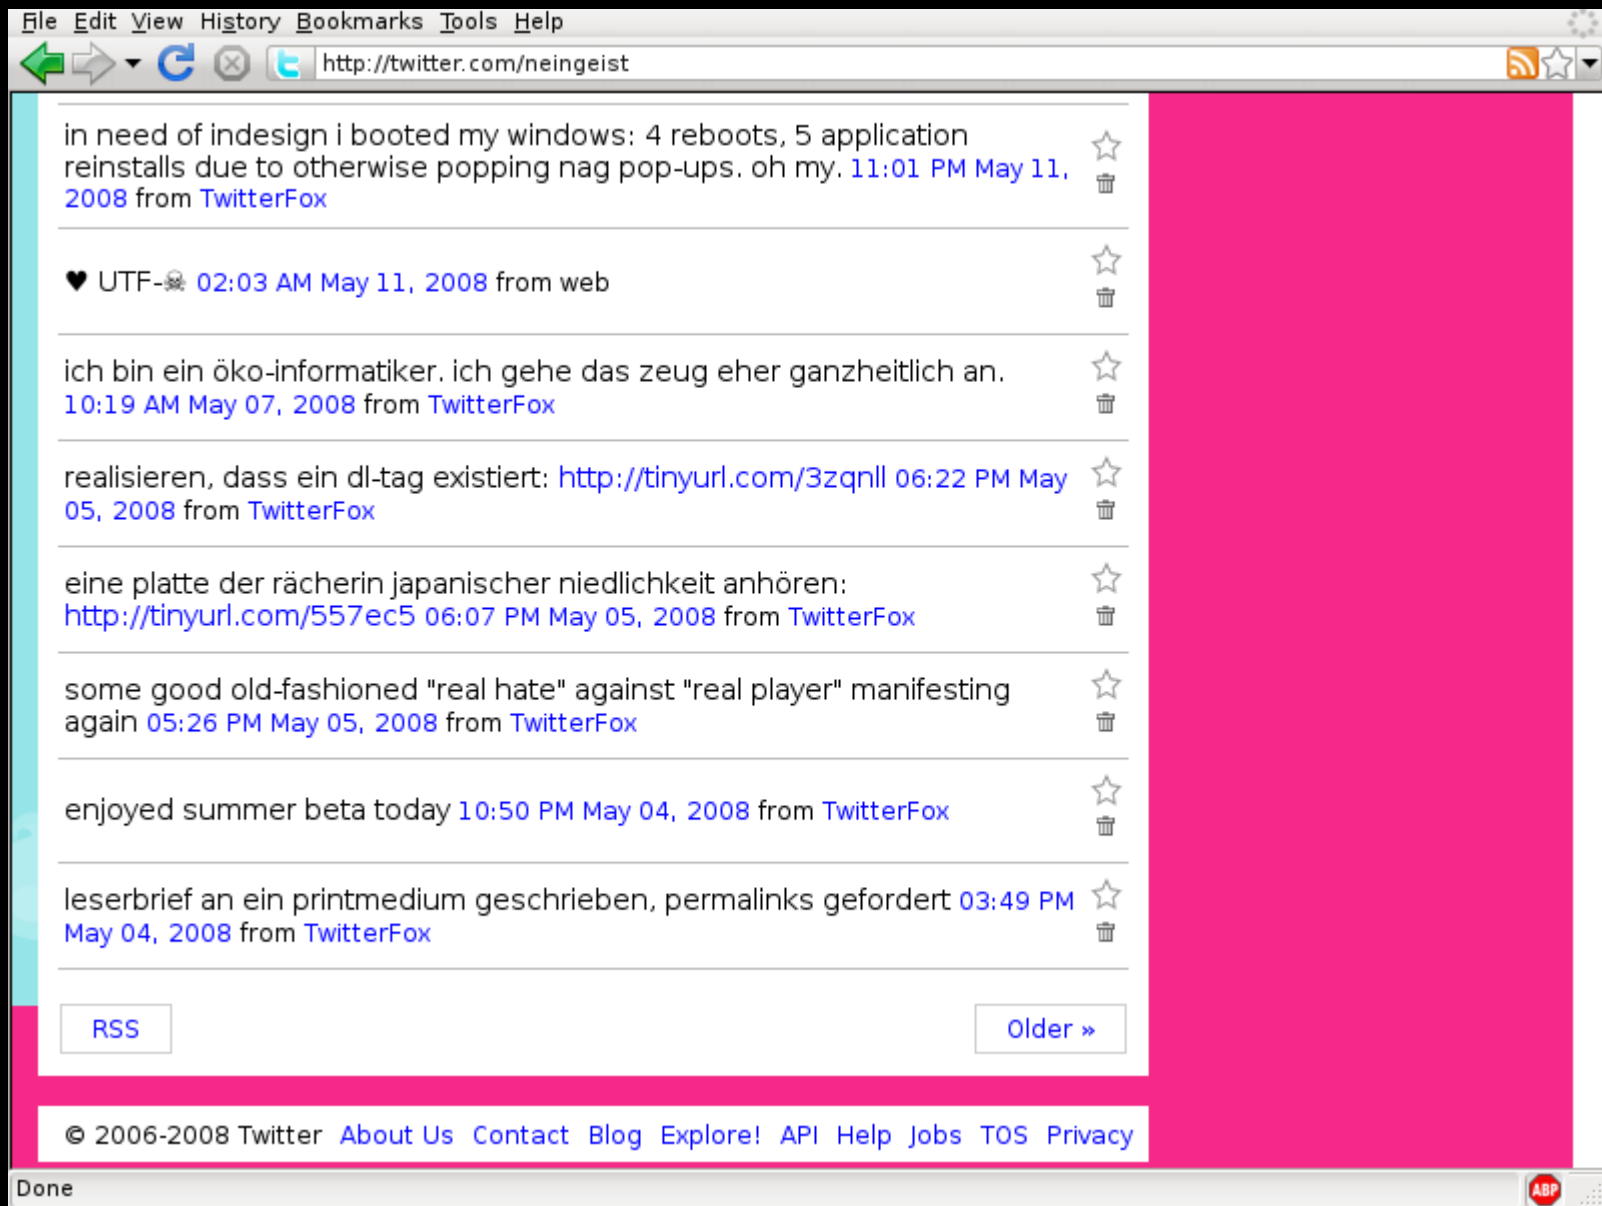 File Edit View History Bookmarks Tools Help
http://twitter.com/neingeist
in need of indesign i booted my windows: 4 reboots, 5 application
reinstalls due to otherwise popping nag pop-ups. oh my. 11:01 PM May 11,
2008 from TwitterFox
♥ UTF-☠ 02:03 AM May 11, 2008 from web
ich bin ein öko-informatiker. ich gehe das zeug eher ganzheitlich an.
10:19 AM May 07, 2008 from TwitterFox
realisieren, dass ein dl-tag existiert: http://tinyurl.com/3zqnll 06:22 PM May
05, 2008 from TwitterFox
eine platte der rächerin japanischer niedlichkeit anhören:
http://tinyurl.com/557ec5 06:07 PM May 05, 2008 from TwitterFox
some good old-fashioned "real hate" against "real player" manifesting
again 05:26 PM May 05, 2008 from TwitterFox
enjoyed summer beta today 10:50 PM May 04, 2008 from TwitterFox
leserbrief an ein printmedium geschrieben, permalinks gefordert 03:49 PM
May 04, 2008 from TwitterFox
RSS Older »
© 2006-2008 Twitter About Us Contact Blog Explore! API Help Jobs TOS Privacy
Done ABP